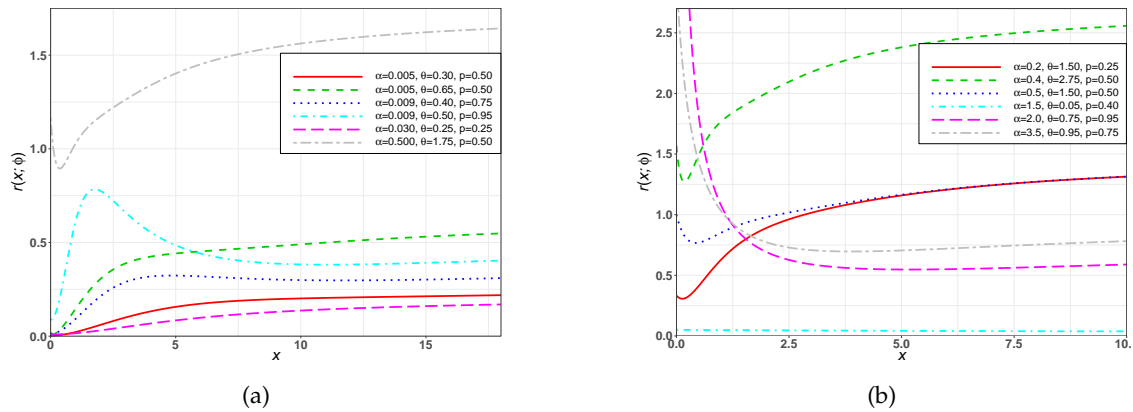 r(x; ϕ)
1.5
1.0
0.5
0.0
0
5
10
15
x
α=0.005, θ=0.30, p=0.50
α=0.005, θ=0.65, p=0.50
α=0.009, θ=0.40, p=0.75
α=0.009, θ=0.50, p=0.95
α=0.030, θ=0.25, p=0.25
α=0.500, θ=1.75, p=0.50
(a)
r(x; ϕ)
2.5
2.0
1.5
1.0
0.5
0.0
0.0
2.5
5.0
7.5
10.
x
α=0.2, θ=1.50, p=0.25
α=0.4, θ=2.75, p=0.50
α=0.5, θ=1.50, p=0.50
α=1.5, θ=0.05, p=0.40
α=2.0, θ=0.75, p=0.95
α=3.5, θ=0.95, p=0.75
(b)